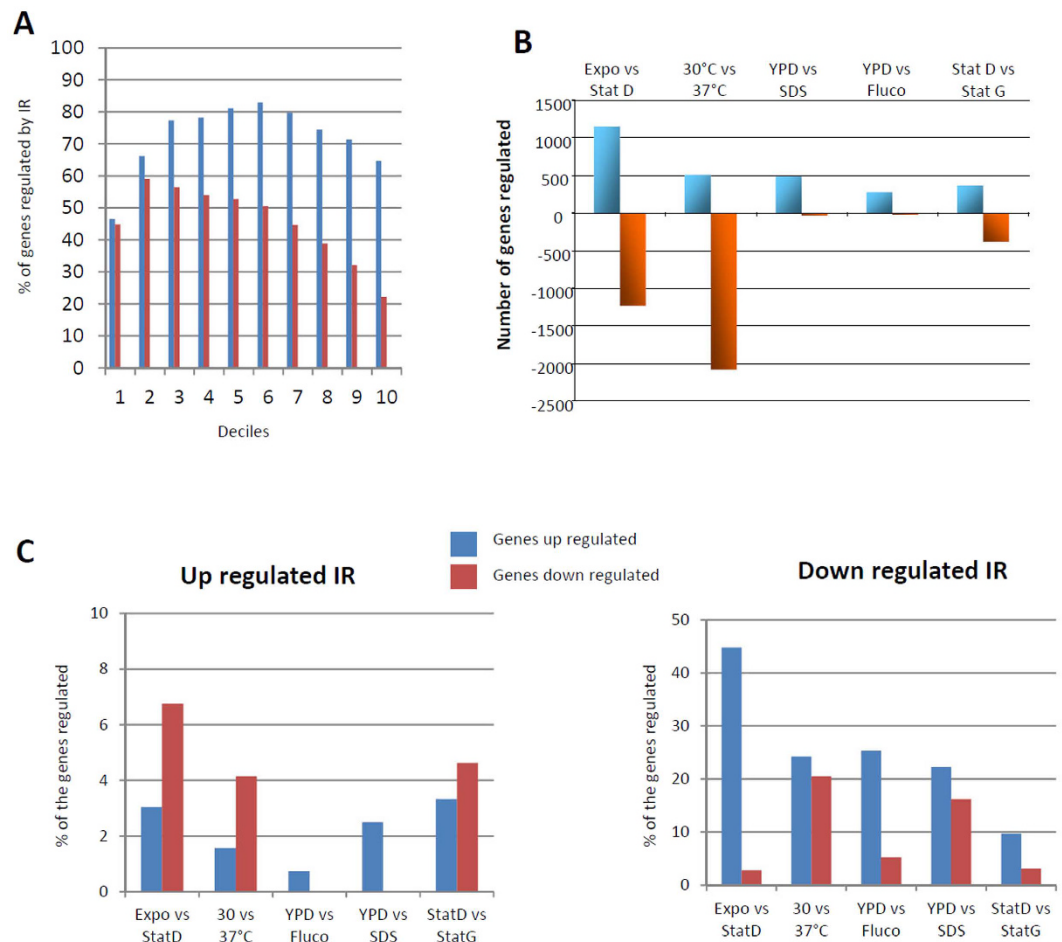 A
100
90
80
70
60
50
40
30
20
10
0
% of genes regulated by IR
1 2 3 4 5 6 7 8 9 10
Deciles
B
Expo vs Stat D
30°C vs 37°C
YPD vs SDS
YPD vs Fluco
Stat D vs Stat G
1500
1000
500
0
-500
-1000
-1500
-2000
-2500
Number of genes regulated
C
Genes up regulated
Genes down regulated
Up regulated IR
10
8
6
4
2
0
% of the genes regulated
Expo vs StatD
30 vs 37°C
YPD vs Fluco
YPD vs SDS
StatD vs StatG
Down regulated IR
50
40
30
20
10
0
% of the genes regulated
Expo vs StatD
30 vs 37°C
YPD vs Fluco
YPD vs SDS
StatD vs StatG